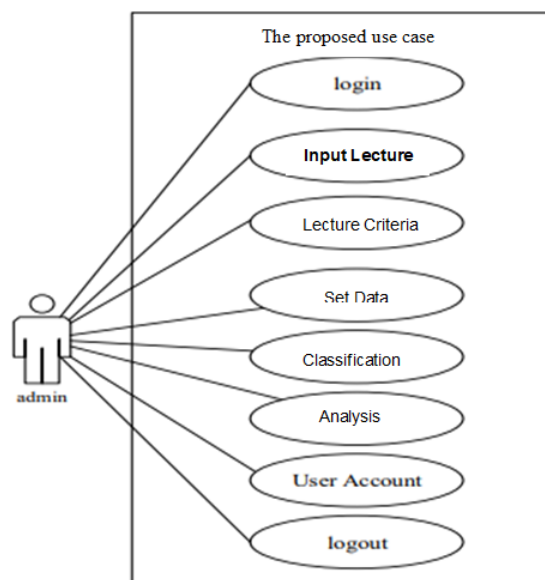 The proposed use case
login
Input Lecture
Lecture Criteria
Set Data
Classification
admin
Analysis
User Account
logout